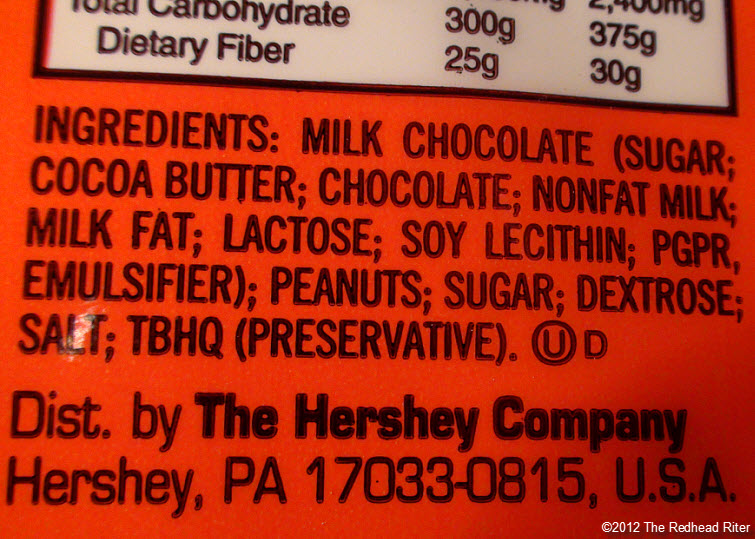 Total Carbohydrate 300g 375g
Dietary Fiber 25g 30g
INGREDIENTS: MILK CHOCOLATE (SUGAR;
COCOA BUTTER; CHOCOLATE; NONFAT MILK;
MILK FAT; LACTOSE; SOY LECITHIN; PGPR,
EMULSIFIER); PEANUTS; SUGAR; DEXTROSE;
SALT; TBHQ (PRESERVATIVE). Ⓤ D
Dist. by The Hershey Company
Hershey, PA 17033-0815, U.S.A.
©2012 The Redhead Riter